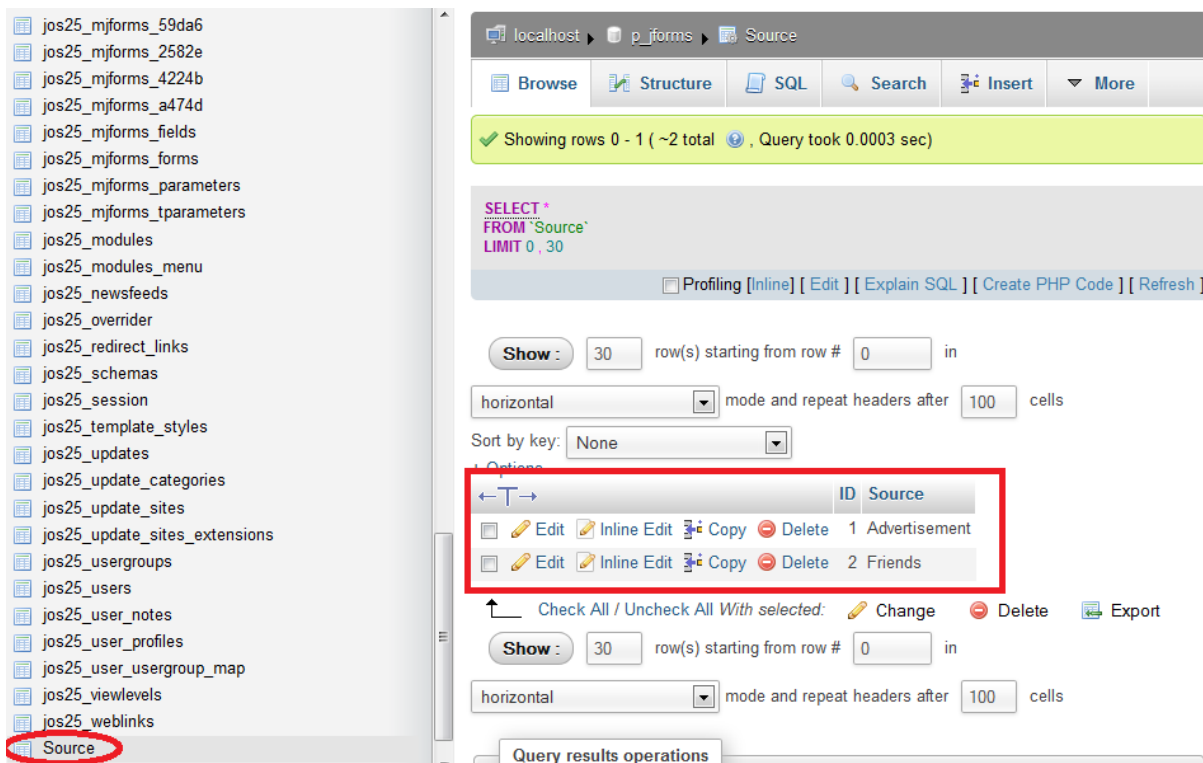 jos25_mjforms_59da6
jos25_mjforms_2582e
jos25_mjforms_4224b
jos25_mjforms_a474d
jos25_mjforms_fields
jos25_mjforms_forms
jos25_mjforms_parameters
jos25_mjforms_tparameters
jos25_modules
jos25_modules_menu
jos25_newsfeeds
jos25_overrider
jos25_redirect_links
jos25_schemas
jos25_session
jos25_template_styles
jos25_updates
jos25_update_categories
jos25_update_sites
jos25_update_sites_extensions
jos25_usergroups
jos25_users
jos25_user_notes
jos25_user_profiles
jos25_user_usergroup_map
jos25_viewlevels
jos25_weblinks
Source
localhost ▸ p_jforms ▸ Source
Browse Structure SQL Search Insert More
Showing rows 0 - 1 ( ~2 total , Query took 0.0003 sec)
SELECT *
FROM `Source`
LIMIT 0 , 30
Profiling [Inline] [ Edit ] [ Explain SQL ] [ Create PHP Code ] [ Refresh ]
Show : 30 row(s) starting from row # 0 in
horizontal mode and repeat headers after 100 cells
Sort by key: None
+ Options
←T→ ID Source
Edit Inline Edit Copy Delete 1 Advertisement
Edit Inline Edit Copy Delete 2 Friends
Check All / Uncheck All With selected: Change Delete Export
Show : 30 row(s) starting from row # 0 in
horizontal mode and repeat headers after 100 cells
Query results operations